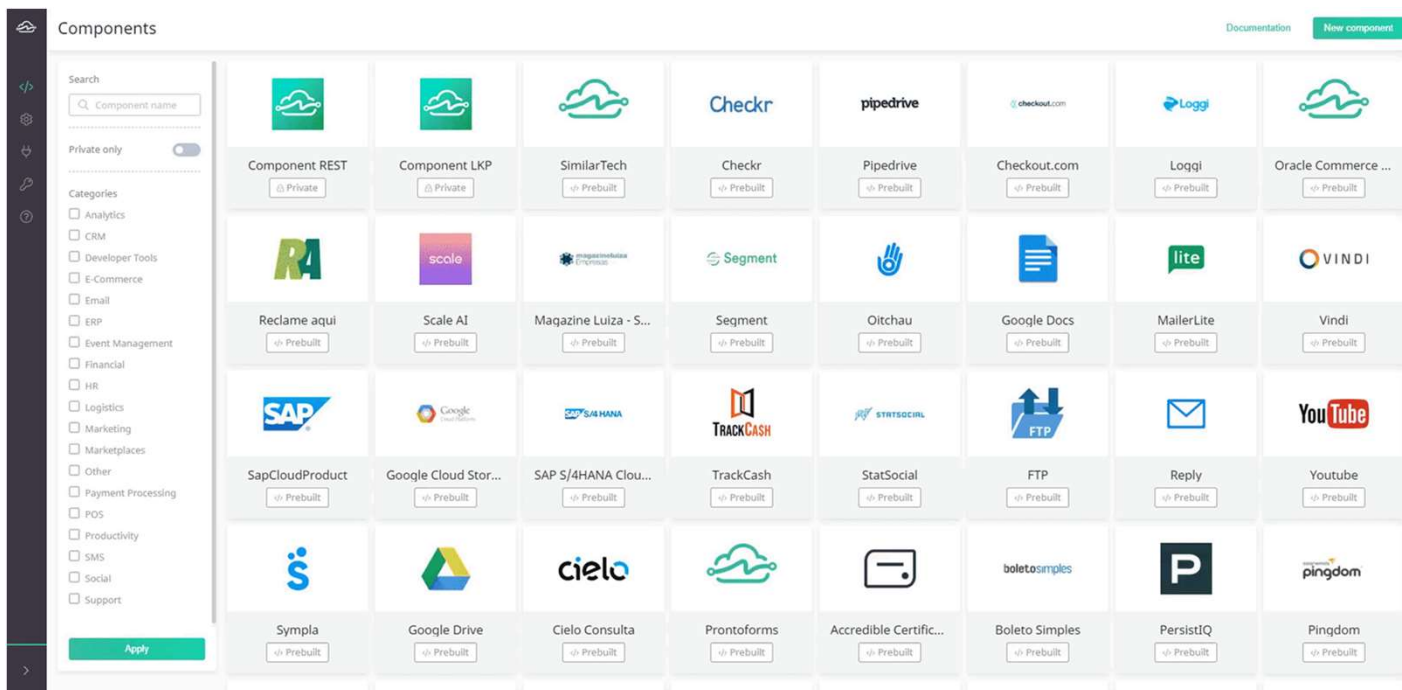 Components
Documentation
New component
Search
Component name
Private only
Categories
Analytics
CRM
Developer Tools
E-Commerce
Email
ERP
Event Management
Financial
HR
Logistics
Marketing
Marketplaces
Other
Payment Processing
POS
Productivity
SMS
Social
Support
Apply
Checkr
pipedrive
checkout.com
Loggi
Component REST
Component LKP
SimilarTech
Checkr
Pipedrive
Checkout.com
Loggi
Oracle Commerce ...
Private
Private
Prebuilt
Prebuilt
Prebuilt
Prebuilt
Prebuilt
Prebuilt
RA
scale
magazineluiza
Empresas
Segment
lite
VINDI
Reclame aqui
Scale AI
Magazine Luiza - S...
Segment
Oitchau
Google Docs
MailerLite
Vindi
Prebuilt
Prebuilt
Prebuilt
Prebuilt
Prebuilt
Prebuilt
Prebuilt
Prebuilt
SAP
Google
Cloud Platform
SAP S/4 HANA
TRACKCASH
STATSOCIAL
FTP
YouTube
SapCloudProduct
Google Cloud Stor...
SAP S/4HANA Clou...
TrackCash
StatSocial
FTP
Reply
Youtube
Prebuilt
Prebuilt
Prebuilt
Prebuilt
Prebuilt
Prebuilt
Prebuilt
Prebuilt
cielo
boletosimples
P
pingdom
Sympla
Google Drive
Cielo Consulta
Prontoforms
Accredible Certific...
Boleto Simples
PersistIQ
Pingdom
Prebuilt
Prebuilt
Prebuilt
Prebuilt
Prebuilt
Prebuilt
Prebuilt
Prebuilt